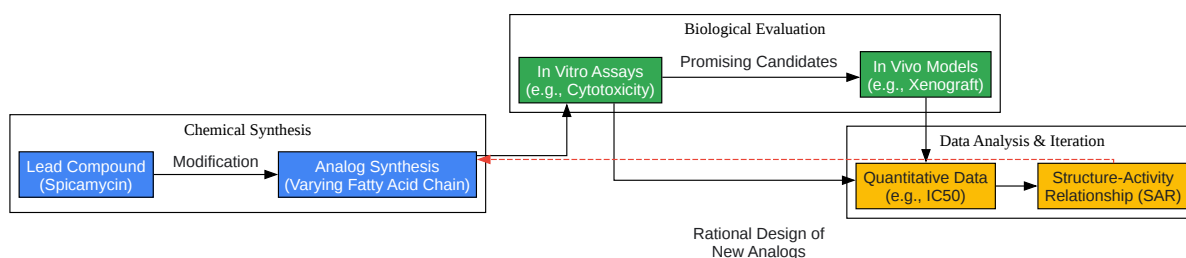 Biological Evaluation
In Vitro Assays
(e.g., Cytotoxicity)
Promising Candidates
In Vivo Models
(e.g., Xenograft)
Chemical Synthesis
Lead Compound
(Spicamycin)
Modification
Analog Synthesis
(Varying Fatty Acid Chain)
Data Analysis & Iteration
Quantitative Data
(e.g., IC50)
Structure-Activity
Relationship (SAR)
Rational Design of
New Analogs